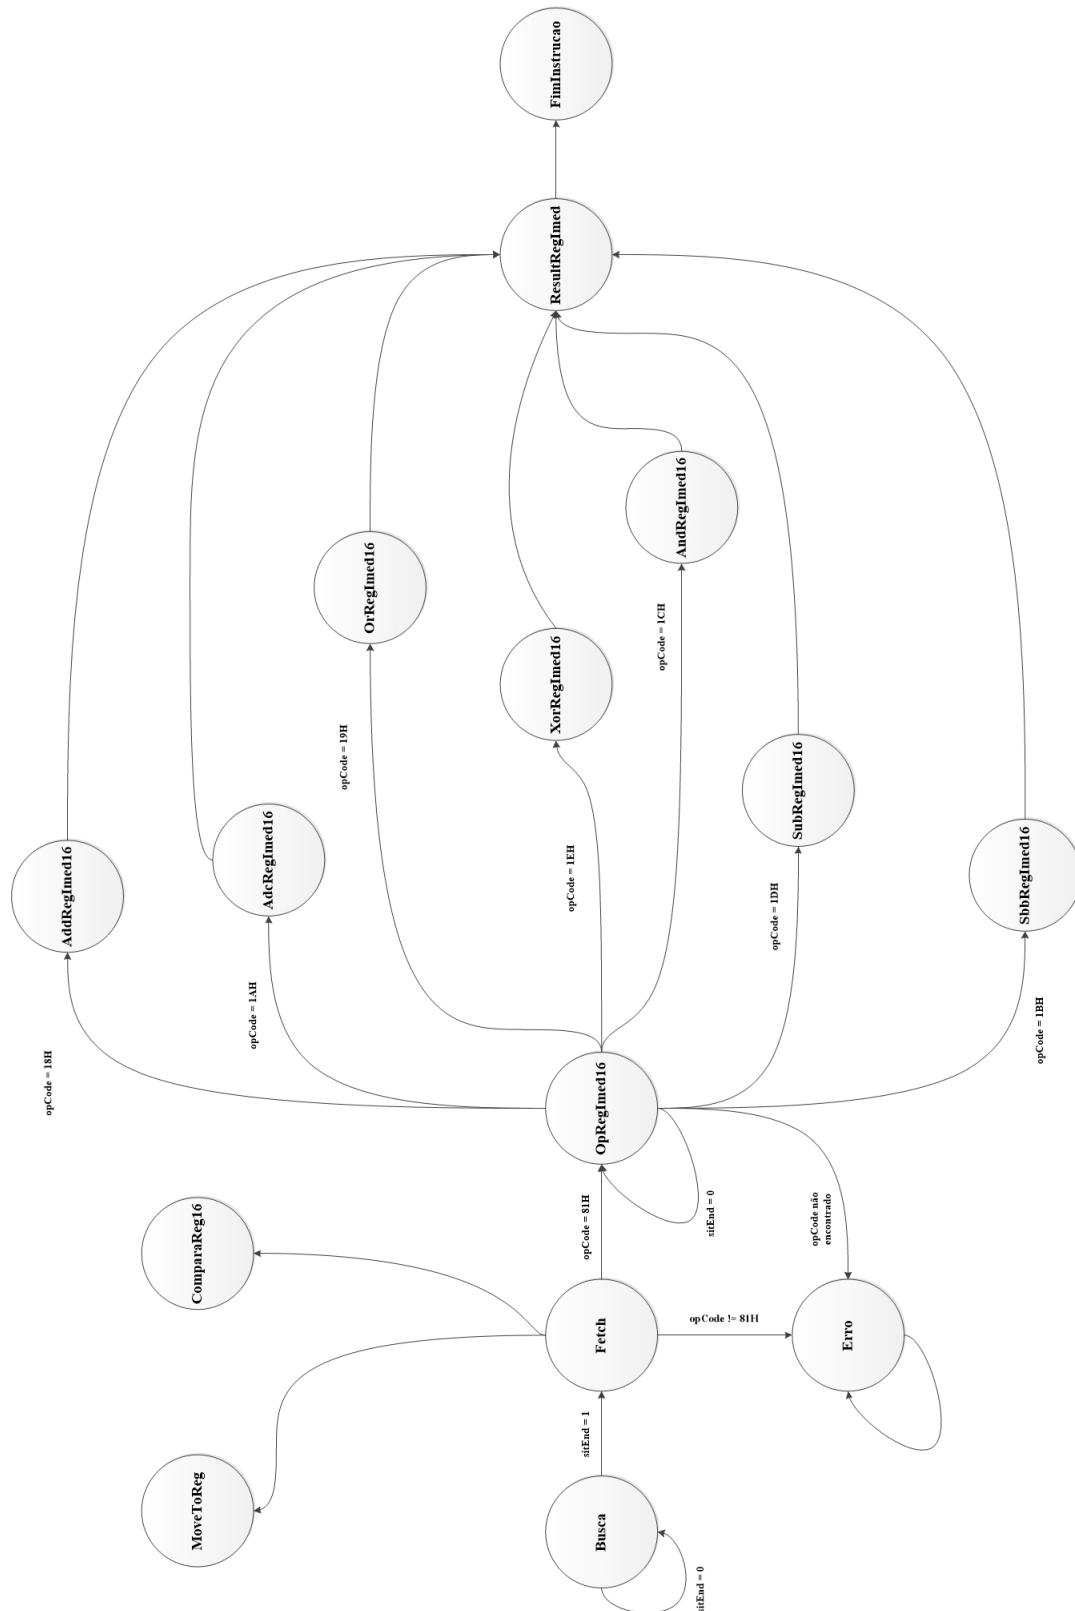 FimInstrucao
ResultRegImed
AndRegImed16
OrRegImed16
XorRegImed16
opCode = 1CH
opCode = 19H
SubRegImed16
AddRegImed16
AdcRegImed16
SbbRegImed16
opCode = 1EH
opCode = 1DH
opCode = 1AH
opCode = 1BH
opCode = 18H
OpRegImed16
opCode = 81H
sitEnd = 0
opCode não
encontrado
ComparaReg16
opCode != 81H
Fetch
Erro
sitEnd = 1
MoveToReg
Busca
sitEnd = 0